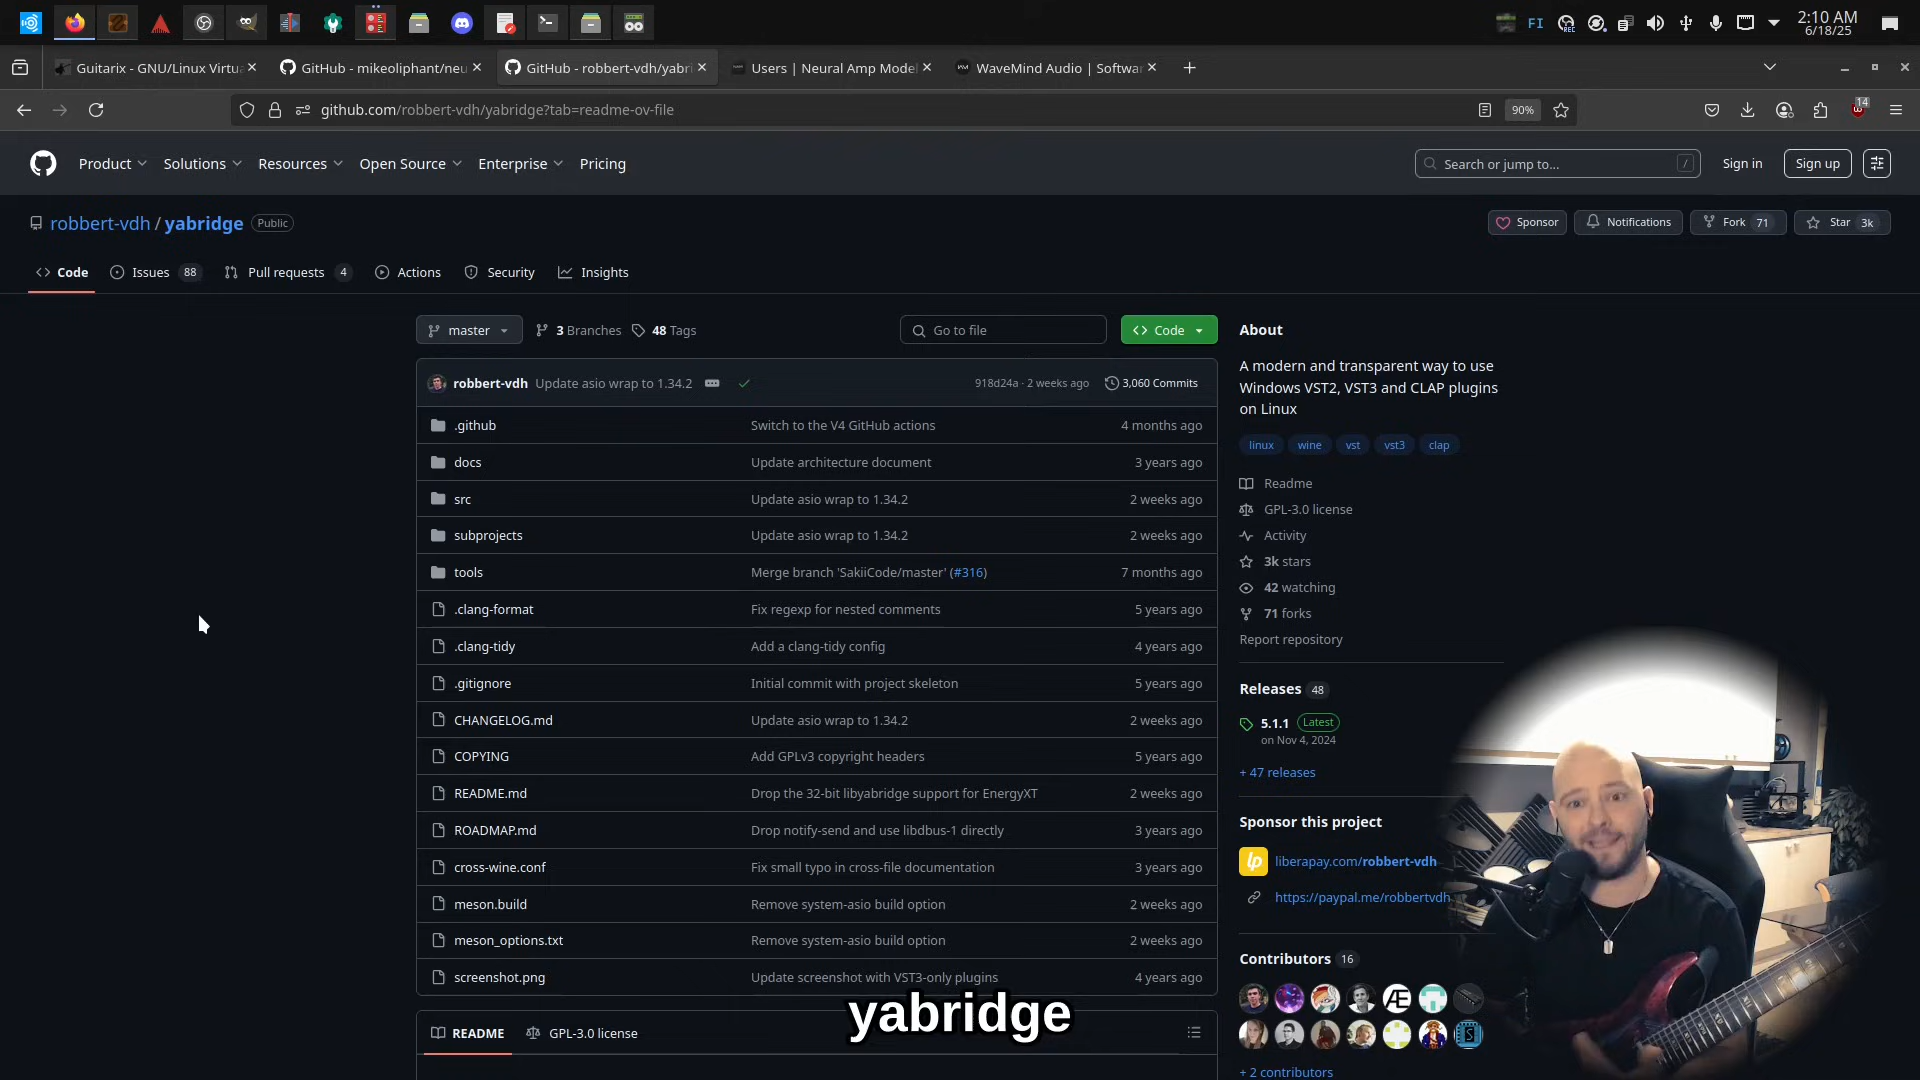 2:10 AM
6/18/25
FI
REC
Guitarix - GNU/Linux Virtu
GitHub - mikeoliphant/neu
GitHub - robbert-vdh/yabri
Users | Neural Amp Model
WaveMind Audio | Softwar
github.com/robbert-vdh/yabridge?tab=readme-ov-file
90%
14
Product
Solutions
Resources
Open Source
Enterprise
Pricing
Search or jump to...
/
Sign in
Sign up
robbert-vdh / yabridge
Public
Sponsor
Notifications
Fork 71
Star 3k
Code
Issues 88
Pull requests 4
Actions
Security
Insights
master
3 Branches
48 Tags
Go to file
Code
robbert-vdh Update asio wrap to 1.34.2
918d24a · 2 weeks ago
3,060 Commits
.github Switch to the V4 GitHub actions 4 months ago
docs Update architecture document 3 years ago
src Update asio wrap to 1.34.2 2 weeks ago
subprojects Update asio wrap to 1.34.2 2 weeks ago
tools Merge branch 'SakiiCode/master' (#316) 7 months ago
.clang-format Fix regexp for nested comments 5 years ago
.clang-tidy Add a clang-tidy config 4 years ago
.gitignore Initial commit with project skeleton 5 years ago
CHANGELOG.md Update asio wrap to 1.34.2 2 weeks ago
COPYING Add GPLv3 copyright headers 5 years ago
README.md Drop the 32-bit libyabridge support for EnergyXT 2 weeks ago
ROADMAP.md Drop notify-send and use libdbus-1 directly 3 years ago
cross-wine.conf Fix small typo in cross-file documentation 3 years ago
meson.build Remove system-asio build option 2 weeks ago
meson_options.txt Remove system-asio build option 2 weeks ago
screenshot.png Update screenshot with VST3-only plugins 4 years ago
README
GPL-3.0 license
yabridge
About
A modern and transparent way to use
Windows VST2, VST3 and CLAP plugins
on Linux
linux wine vst vst3 clap
Readme
GPL-3.0 license
Activity
3k stars
42 watching
71 forks
Report repository
Releases 48
5.1.1 Latest
on Nov 4, 2024
+ 47 releases
Sponsor this project
lp
liberapay.com/robbert-vdh
https://paypal.me/robbertvdh
Contributors 16
Æ
+ 2 contributors